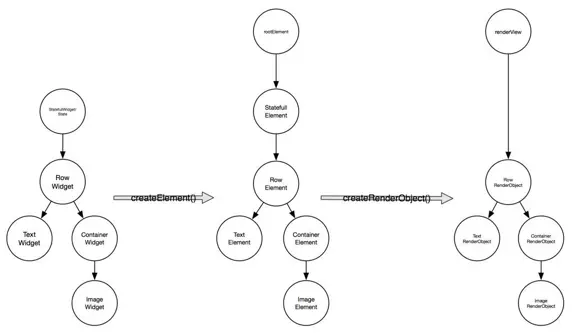 rootElement
renderView
StatefulWidget/
State
Statefull
Element
Row
Widget
createElement()
Row
Element
createRenderObject()
Row
RenderObject
Text
Widget
Container
Widget
Text
Element
Container
Element
Text
RenderObject
Container
RenderObject
Image
Widget
Image
Element
Image
RenderObject